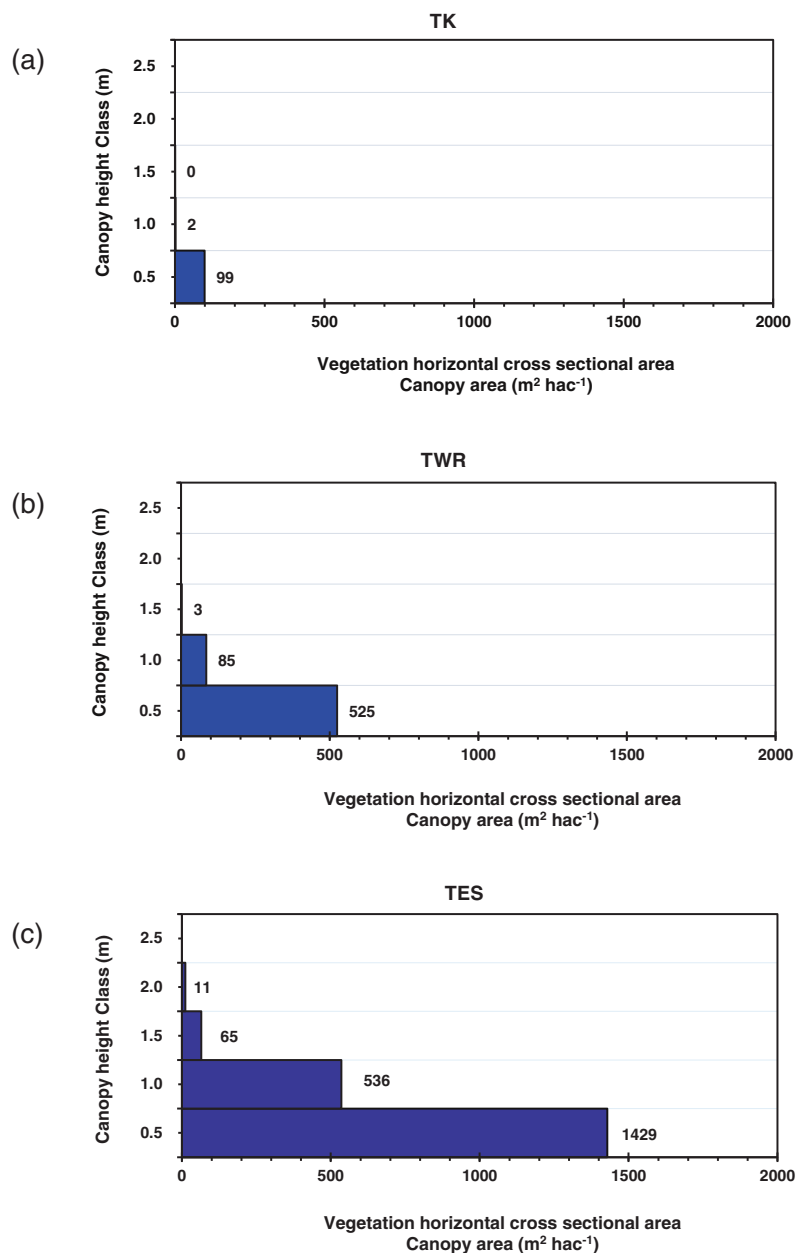 TK
(a)
Canopy height Class (m)
2.5
2.0
1.5
0
1.0
2
0.5
99
0 500 1000 1500 2000
Vegetation horizontal cross sectional area
Canopy area (m² hac⁻¹)
TWR
(b)
Canopy height Class (m)
2.5
2.0
1.5
3
1.0
85
0.5
525
0 500 1000 1500 2000
Vegetation horizontal cross sectional area
Canopy area (m² hac⁻¹)
TES
(c)
Canopy height Class (m)
2.5
2.0
11
1.5
65
1.0
536
0.5
1429
0 500 1000 1500 2000
Vegetation horizontal cross sectional area
Canopy area (m² hac⁻¹)